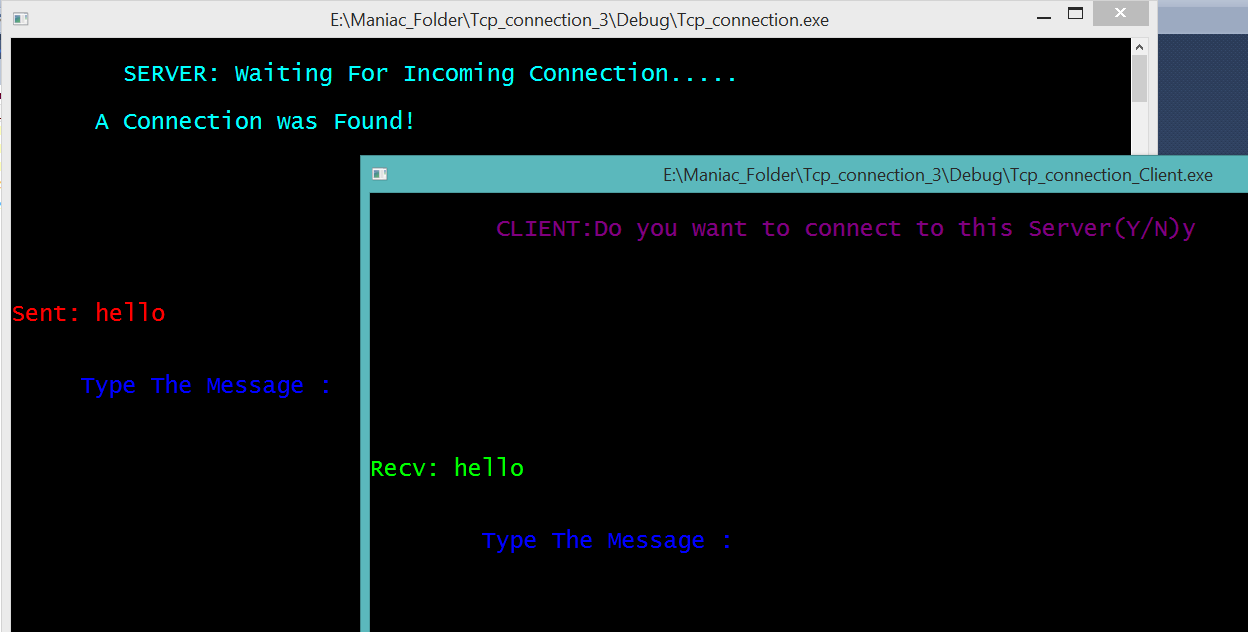 E:\Maniac_Folder\Tcp_connection_3\Debug\Tcp_connection.exe
SERVER: Waiting For Incoming Connection.....
A Connection was Found!
Sent: hello
Type The Message :
E:\Maniac_Folder\Tcp_connection_3\Debug\Tcp_connection_Client.exe
CLIENT:Do you want to connect to this Server(Y/N)y
Recv: hello
Type The Message :